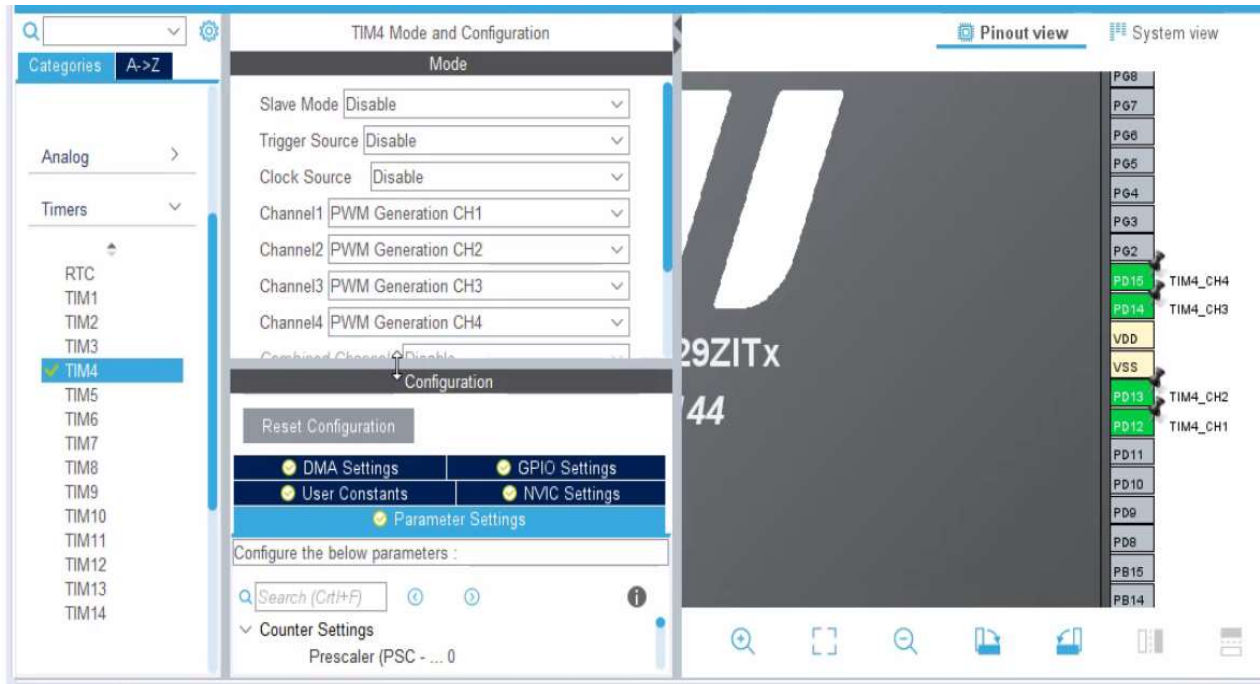 TIM4 Mode and Configuration
Pinout view
System view
Categories
A->Z
Mode
Slave Mode Disable
Trigger Source Disable
Clock Source Disable
Channel1 PWM Generation CH1
Channel2 PWM Generation CH2
Channel3 PWM Generation CH3
Channel4 PWM Generation CH4
Combined Channels Disable
Analog
Timers
RTC
TIM1
TIM2
TIM3
TIM4
TIM5
TIM6
TIM7
TIM8
TIM9
TIM10
TIM11
TIM12
TIM13
TIM14
Configuration
Reset Configuration
DMA Settings
GPIO Settings
User Constants
NVIC Settings
Parameter Settings
Configure the below parameters :
Search (Crtl+F)
Counter Settings
Prescaler (PSC - ... 0
29ZITx
44
PG8
PG7
PG6
PG5
PG4
PG3
PG2
PD15 TIM4_CH4
PD14 TIM4_CH3
VDD
VSS
PD13 TIM4_CH2
PD12 TIM4_CH1
PD11
PD10
PD9
PD8
PB15
PB14